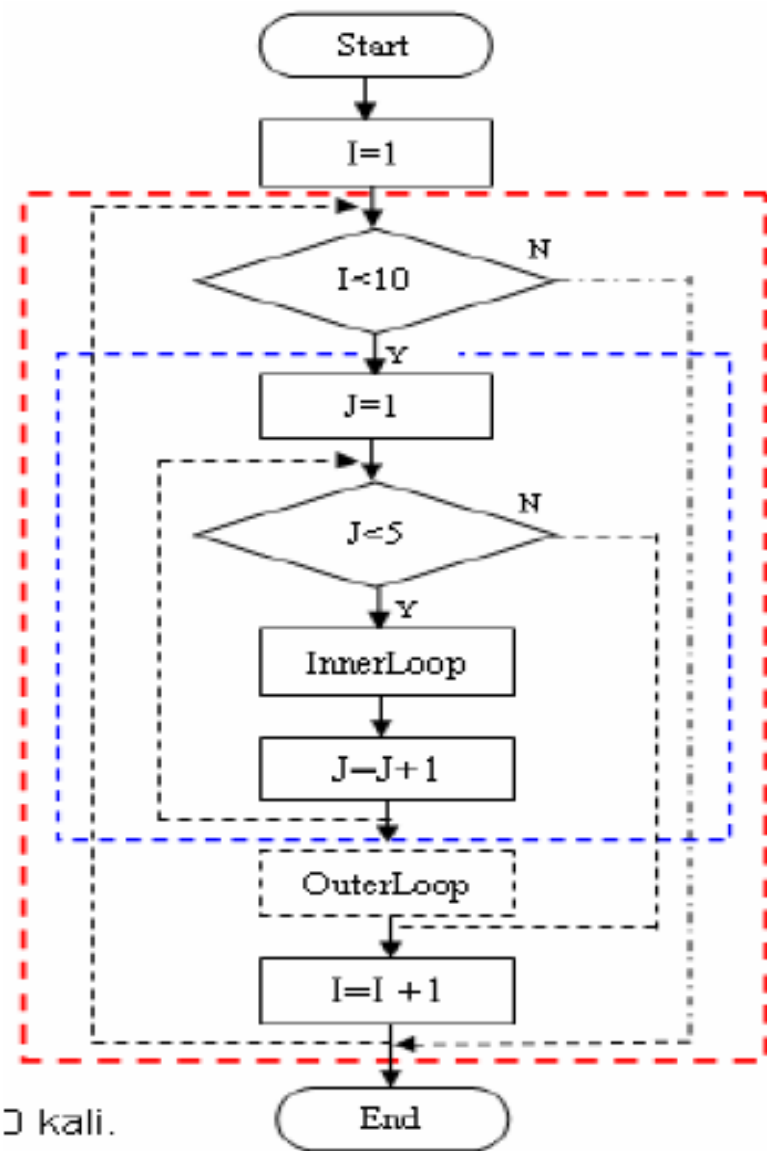 Start
I=1
I<10
N
Y
J=1
J<5
N
Y
InnerLoop
J=J+1
OuterLoop
I=I +1
End
kali.